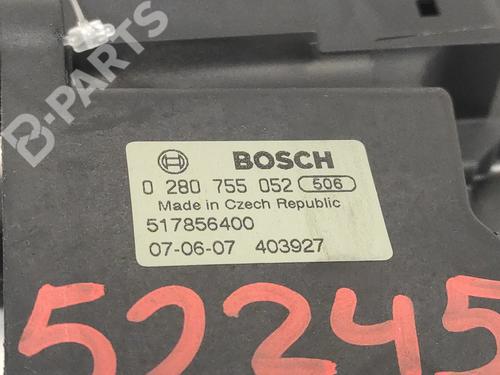 B-PARTS
BOSCH
0 280 755 052 506
Made in Czech Republic
517856400
07-06-07 403927
52245